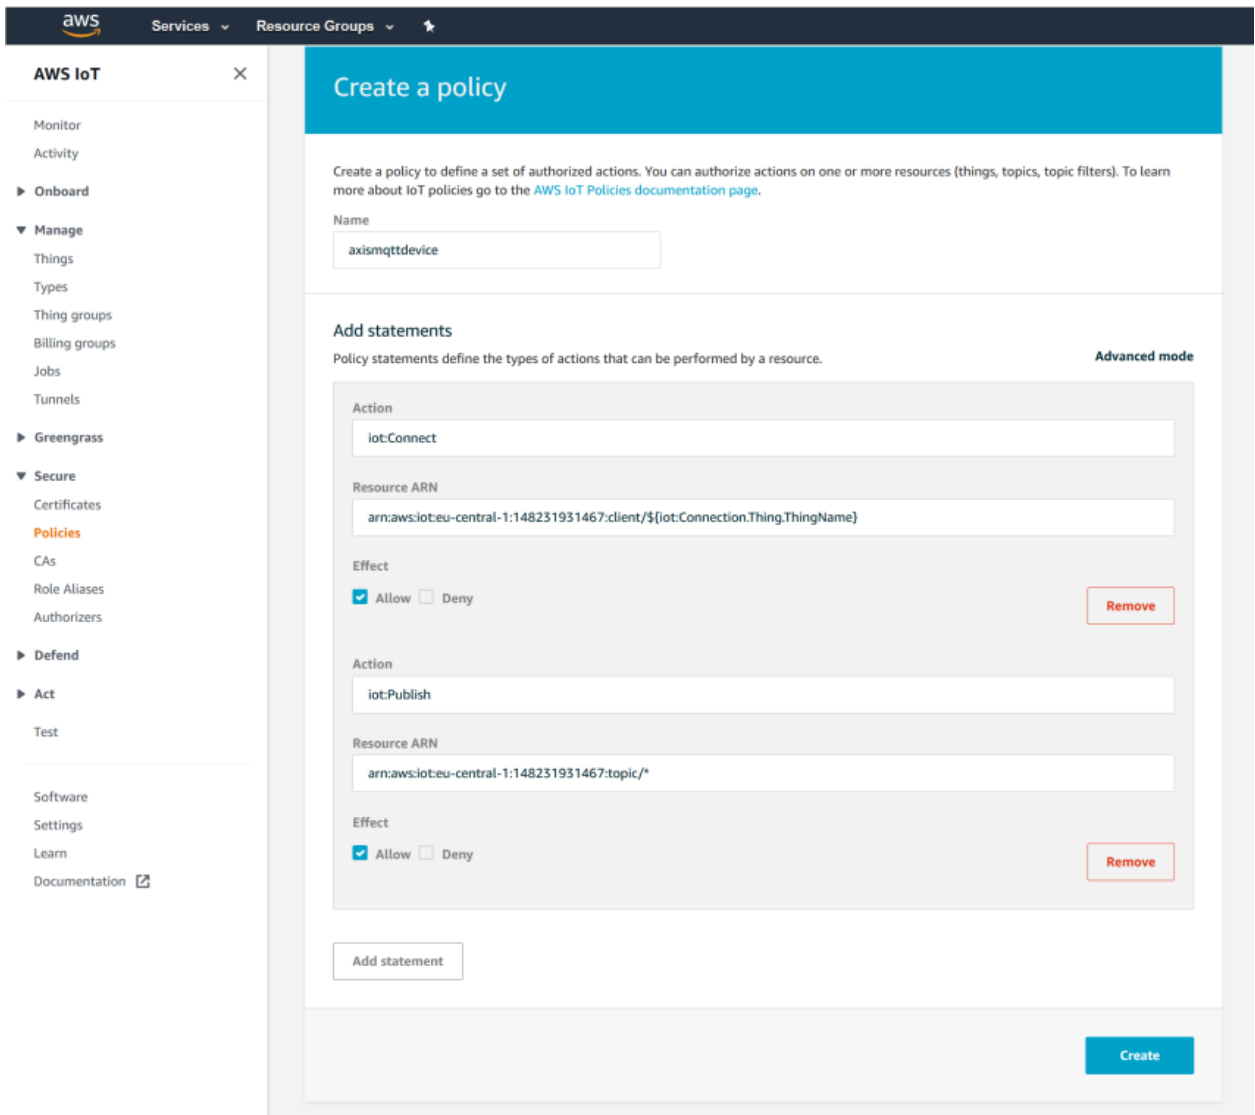 aws Services Resource Groups
AWS IoT
Monitor
Activity
Onboard
Manage
Things
Types
Thing groups
Billing groups
Jobs
Tunnels
Greengrass
Secure
Certificates
Policies
CAs
Role Aliases
Authorizers
Defend
Act
Test
Software
Settings
Learn
Documentation
Create a policy
Create a policy to define a set of authorized actions. You can authorize actions on one or more resources (things, topics, topic filters). To learn
more about IoT policies go to the AWS IoT Policies documentation page.
Name
axismqttdevice
Add statements
Policy statements define the types of actions that can be performed by a resource.
Advanced mode
Action
iot:Connect
Resource ARN
arn:aws:iot:eu-central-1:148231931467:client/${iot:Connection.Thing.ThingName}
Effect
Allow Deny
Remove
Action
iot:Publish
Resource ARN
arn:aws:iot:eu-central-1:148231931467:topic/*
Effect
Allow Deny
Remove
Add statement
Create